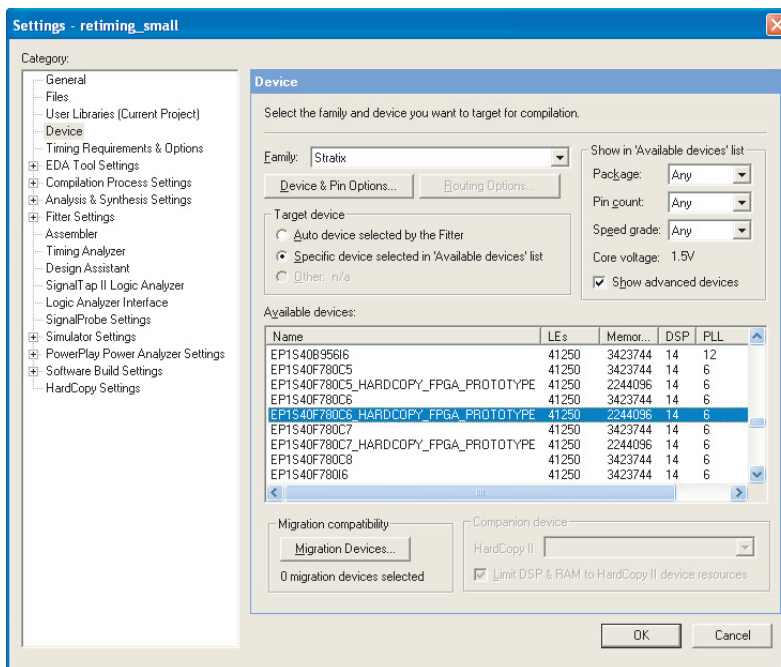 Settings - retiming_small
Category:
General
Files
User Libraries (Current Project)
Device
Timing Requirements & Options
EDA Tool Settings
Compilation Process Settings
Analysis & Synthesis Settings
Fitter Settings
Assembler
Timing Analyzer
Design Assistant
SignalTap II Logic Analyzer
Logic Analyzer Interface
SignalProbe Settings
Simulator Settings
PowerPlay Power Analyzer Settings
Software Build Settings
HardCopy Settings
Device
Select the family and device you want to target for compilation.
Family: Stratix
Device & Pin Options... Routing Options...
Target device
Auto device selected by the Fitter
Specific device selected in 'Available devices' list
Other: n/a
Show in 'Available devices' list
Package: Any
Pin count: Any
Speed grade: Any
Core voltage: 1.5V
Show advanced devices
Available devices:
Name LEs Memor... DSP PLL
EP1S40B956I6 41250 3423744 14 12
EP1S40F780C5 41250 3423744 14 6
EP1S40F780C5_HARDCOPY_FPGA_PROTOTYPE 41250 2244096 14 6
EP1S40F780C6 41250 3423744 14 6
EP1S40F780C6_HARDCOPY_FPGA_PROTOTYPE 41250 2244096 14 6
EP1S40F780C7 41250 3423744 14 6
EP1S40F780C7_HARDCOPY_FPGA_PROTOTYPE 41250 2244096 14 6
EP1S40F780C8 41250 3423744 14 6
EP1S40F780I6 41250 3423744 14 6
Migration compatibility
Migration Devices...
0 migration devices selected
Companion device
HardCopy II
Limit DSP & RAM to HardCopy II device resources
OK Cancel